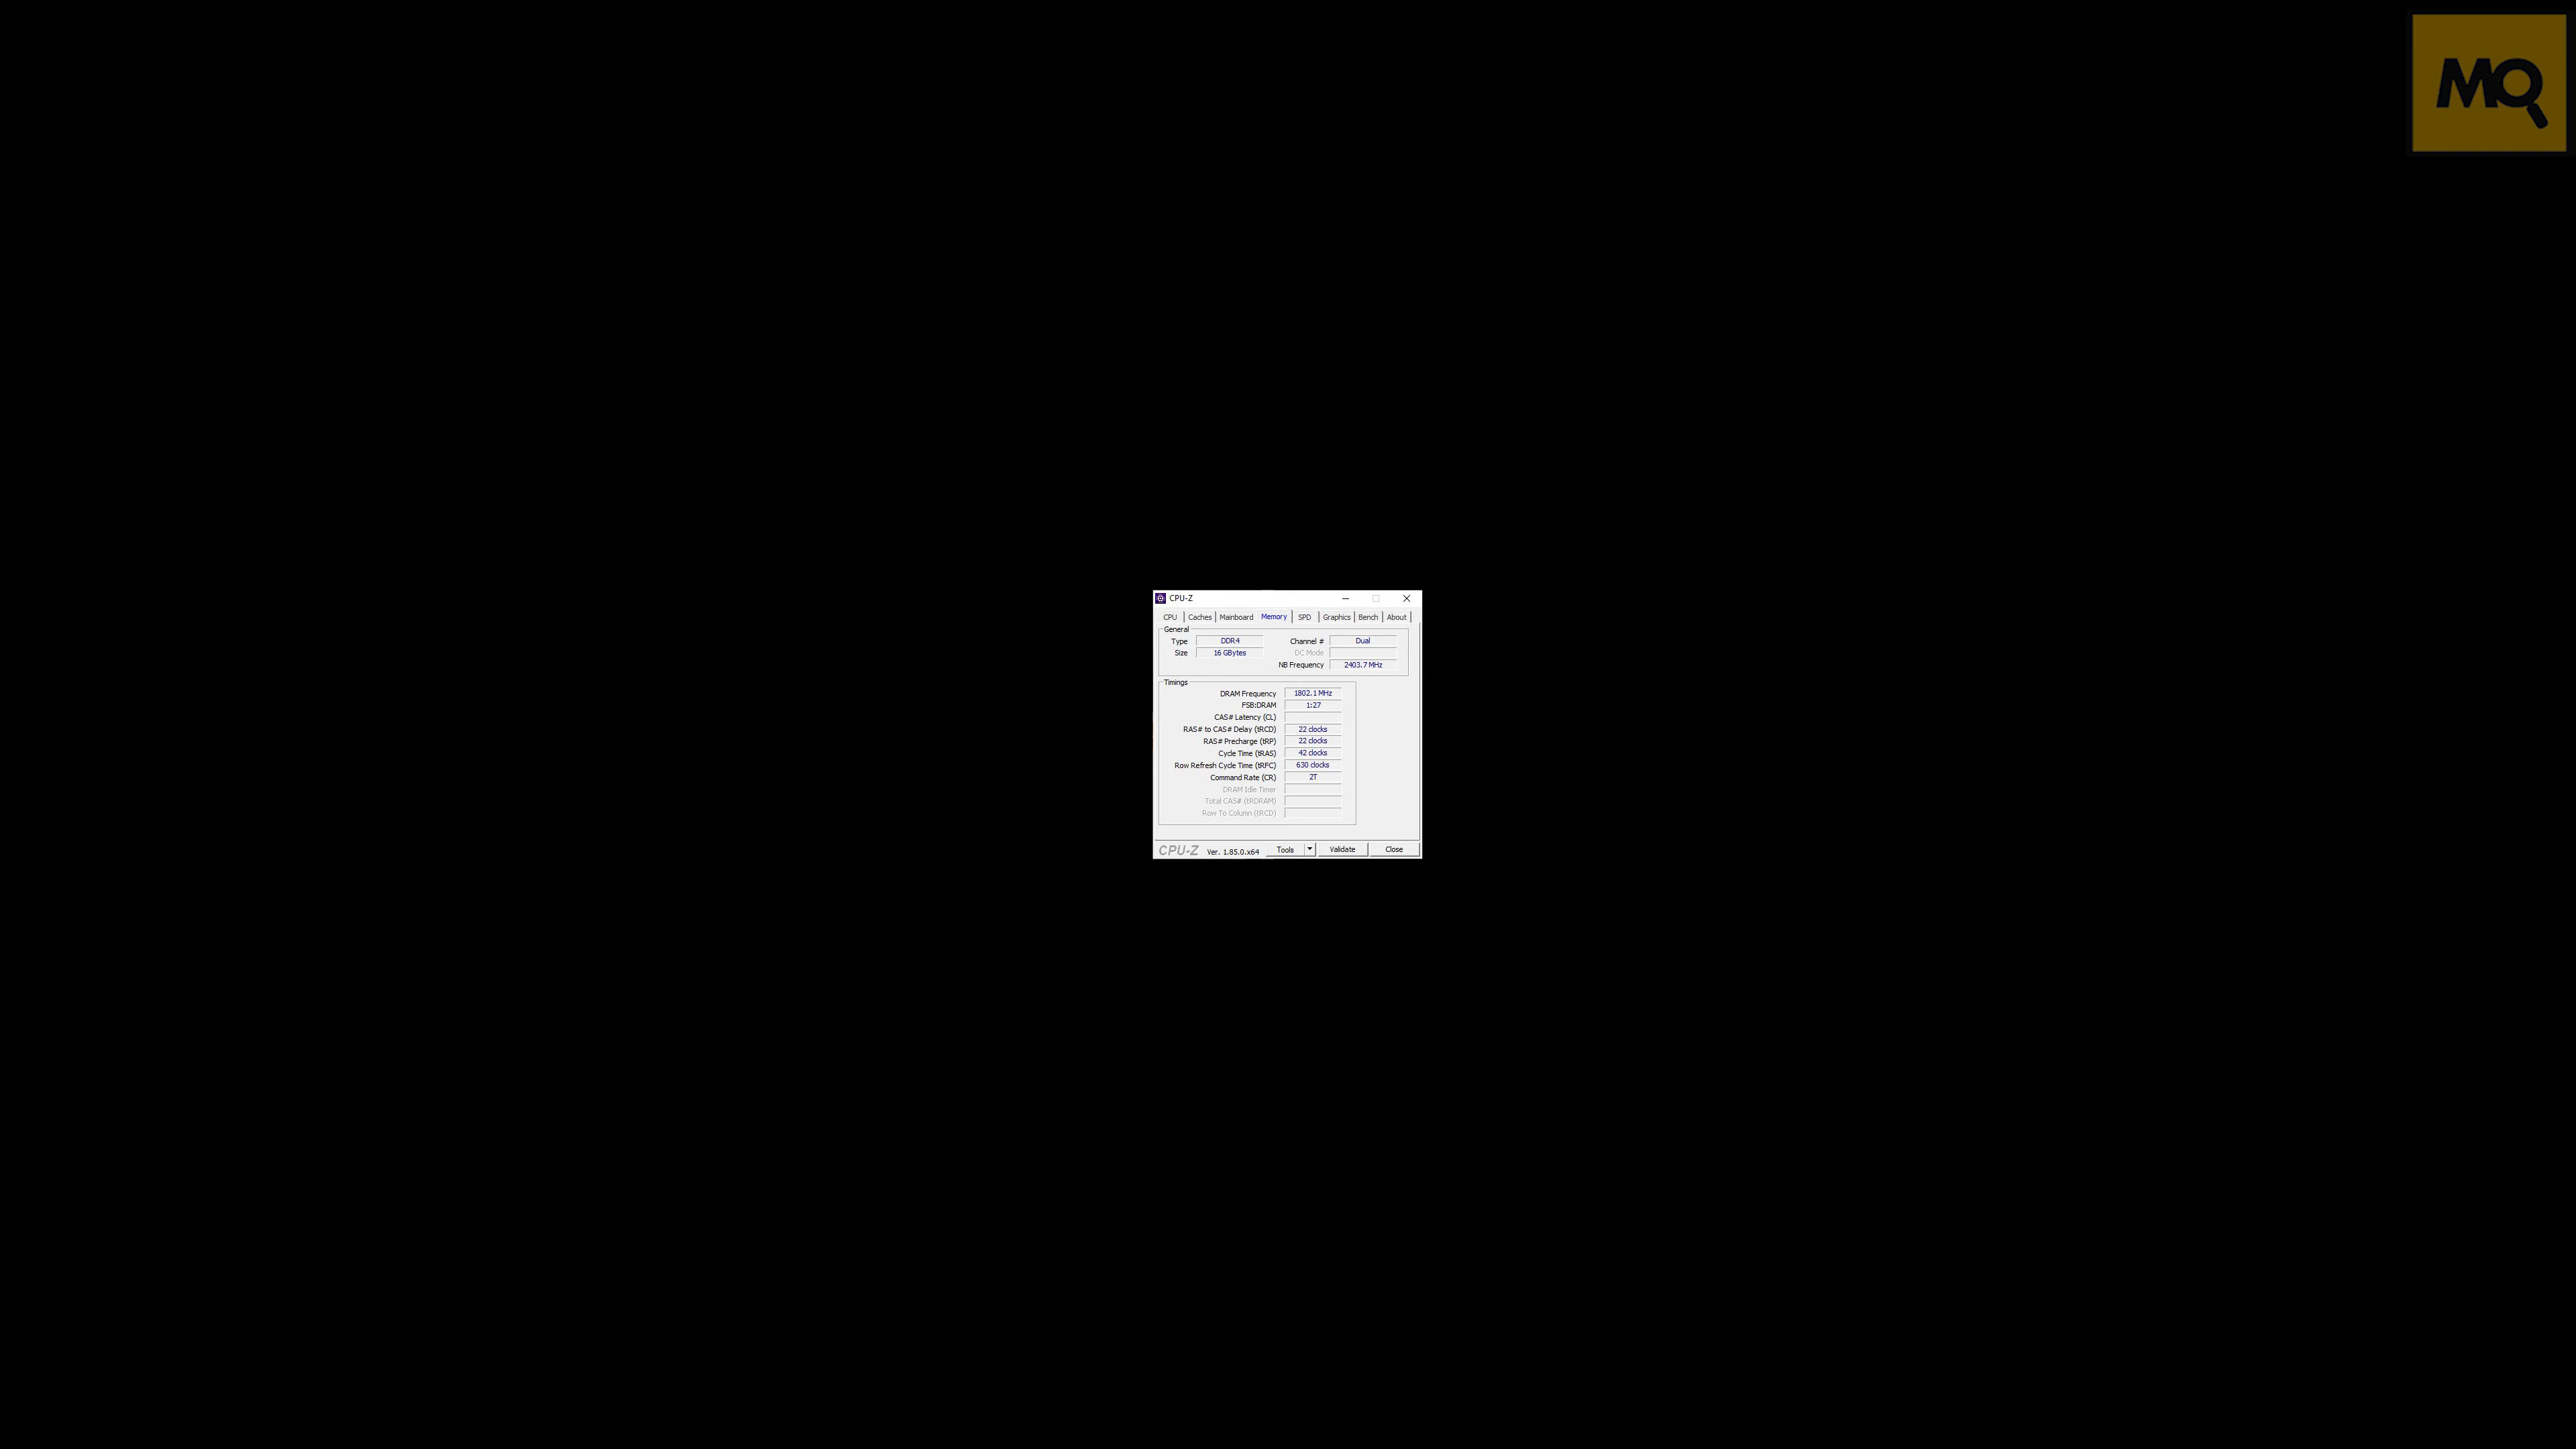 MQ
CPU-Z
CPU Caches Mainboard Memory SPD Graphics Bench About
General
Type DDR4 Channel # Dual
Size 16 GBytes DC Mode
NB Frequency 2403.7 MHz
Timings
DRAM Frequency 1802.1 MHz
FSB:DRAM 1:27
CAS# Latency (CL)
RAS# to CAS# Delay (tRCD) 22 clocks
RAS# Precharge (tRP) 22 clocks
Cycle Time (tRAS) 42 clocks
Row Refresh Cycle Time (tRFC) 630 clocks
Command Rate (CR) 2T
DRAM Idle Timer
Total CAS# (tRDRAM)
Row To Column (tRCD)
CPU-Z Ver. 1.85.0.x64 Tools Validate Close